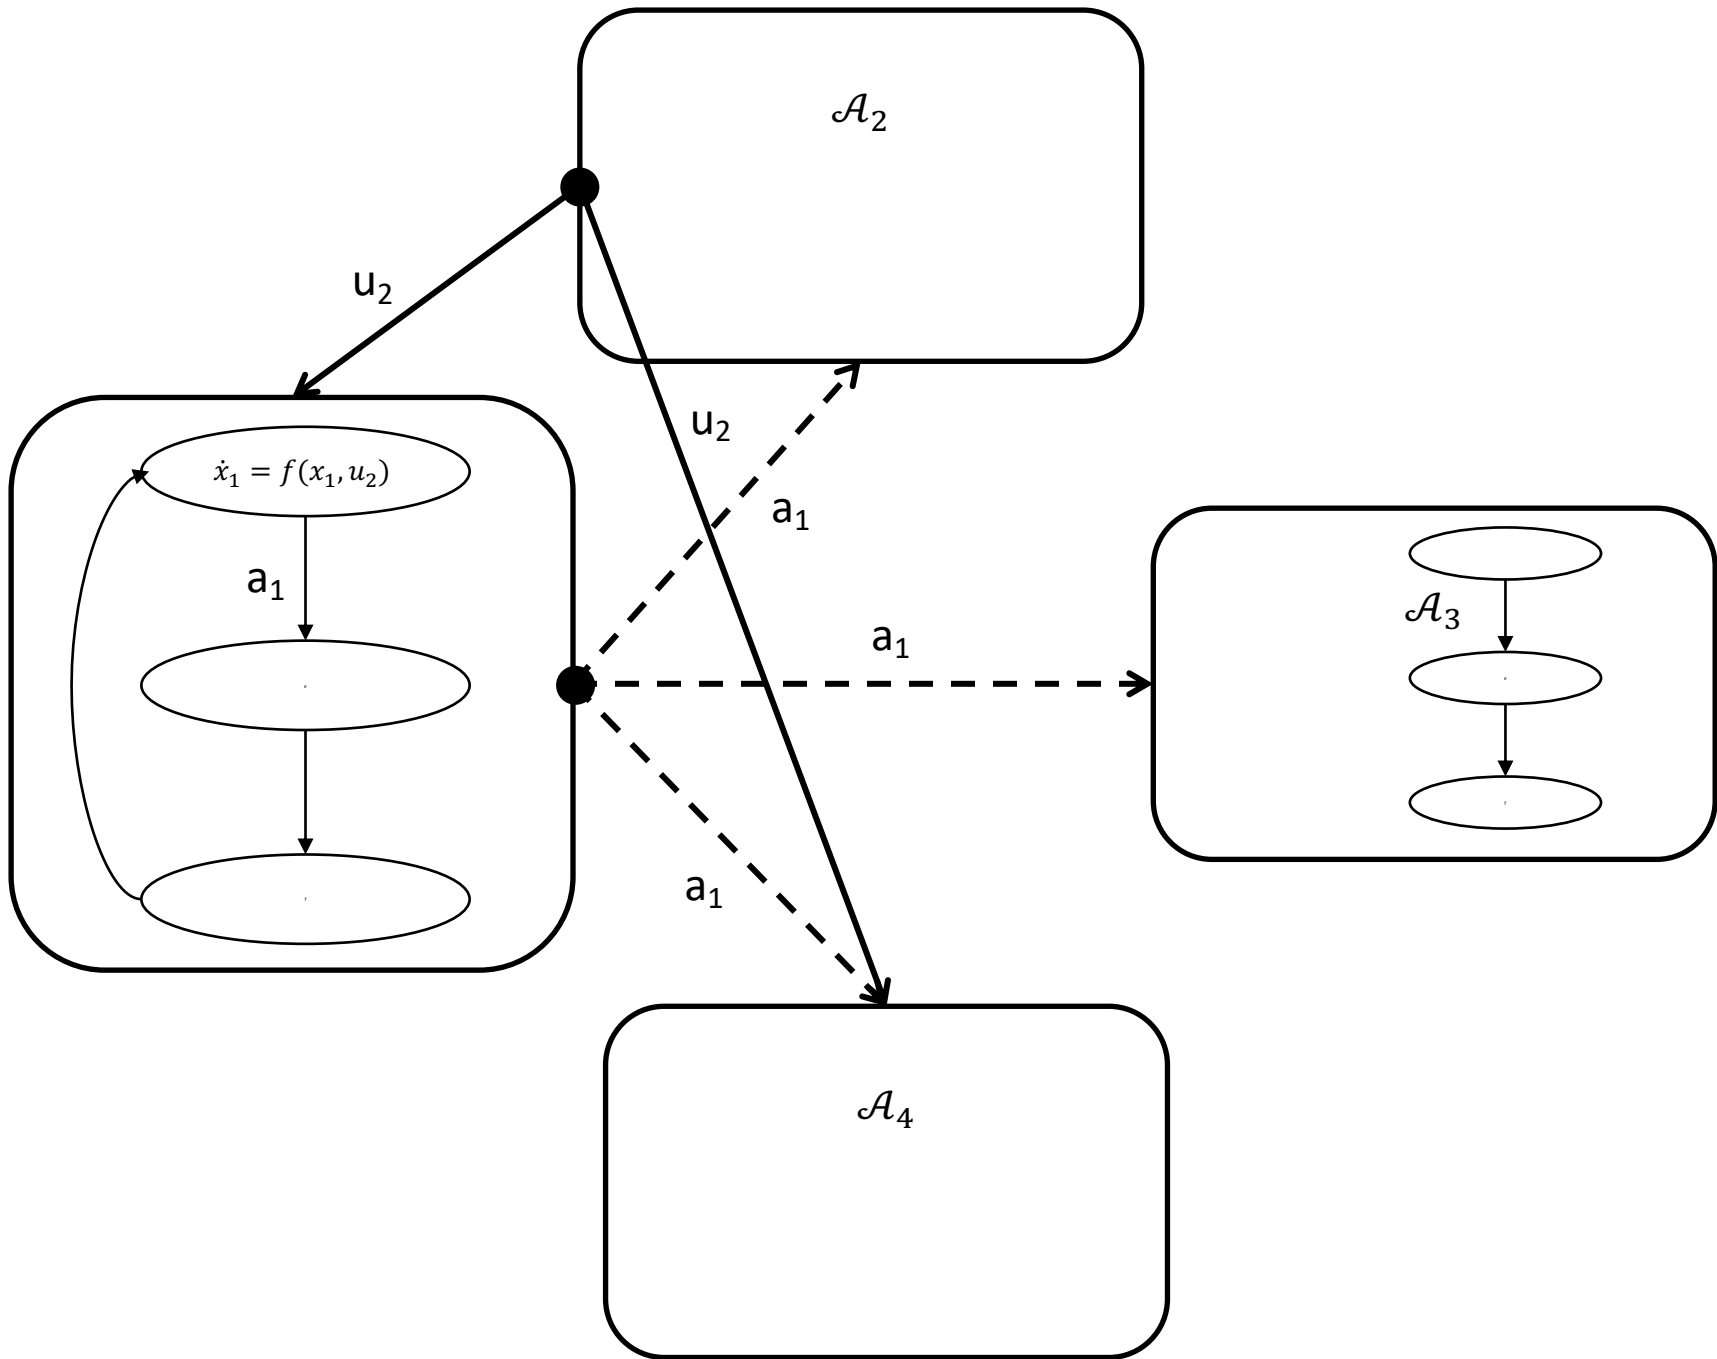 𝒜₂
u₂
u₂
ẋ₁ = f(x₁, u₂)
a₁
a₁
a₁
𝒜₃
a₁
𝒜₄